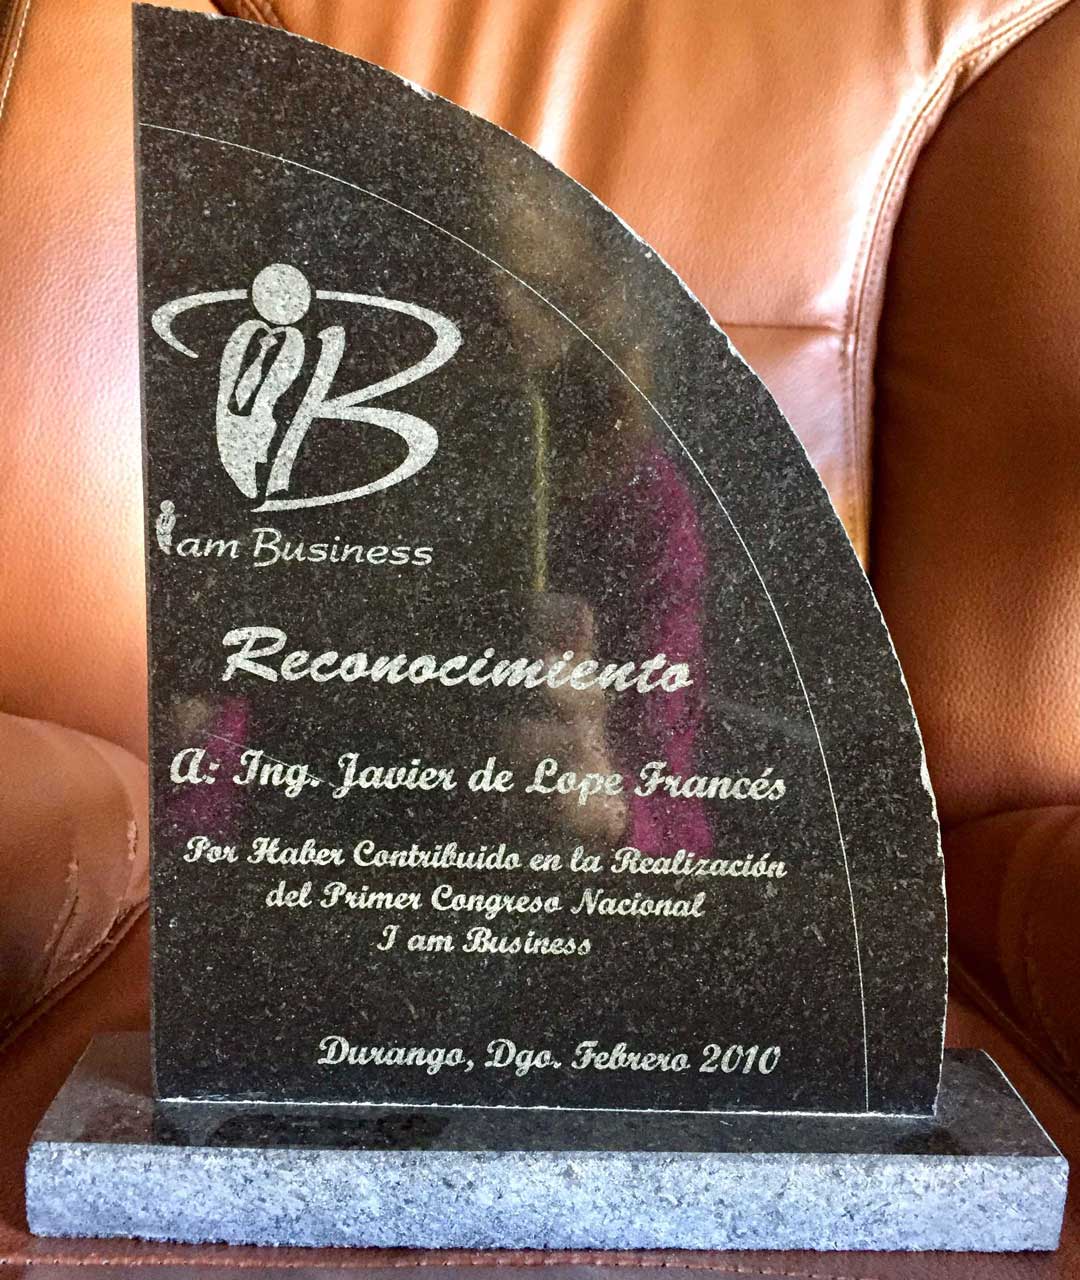 iB
i am Business
Reconocimiento
A: Ing. Javier de Lope Francés
Por Haber Contribuido en la Realización
del Primer Congreso Nacional
I am Business
Durango, Dgo. Febrero 2010